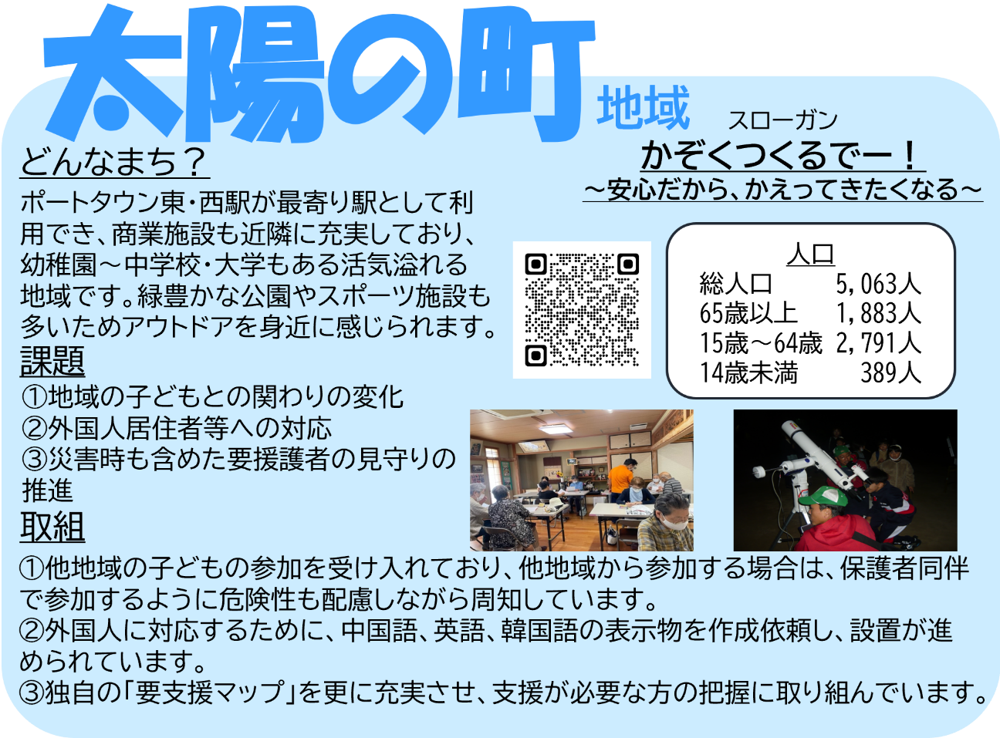 太陽の町 地域
スローガン
かぞくつくるでー！
～安心だから、かえってきたくなる～
どんなまち？
ポートタウン東・西駅が最寄り駅として利
用でき、商業施設も近隣に充実しており、
幼稚園～中学校・大学もある活気溢れる
地域です。緑豊かな公園やスポーツ施設も
多いためアウトドアを身近に感じられます。
人口
総人口 5,063人
65歳以上 1,883人
15歳～64歳 2,791人
14歳未満 389人
課題
①地域の子どもとの関わりの変化
②外国人居住者等への対応
③災害時も含めた要援護者の見守りの
推進
取組
①他地域の子どもの参加を受け入れており、他地域から参加する場合は、保護者同伴
で参加するように危険性も配慮しながら周知しています。
②外国人に対応するために、中国語、英語、韓国語の表示物を作成依頼し、設置が進
められています。
③独自の「要支援マップ」を更に充実させ、支援が必要な方の把握に取り組んでいます。